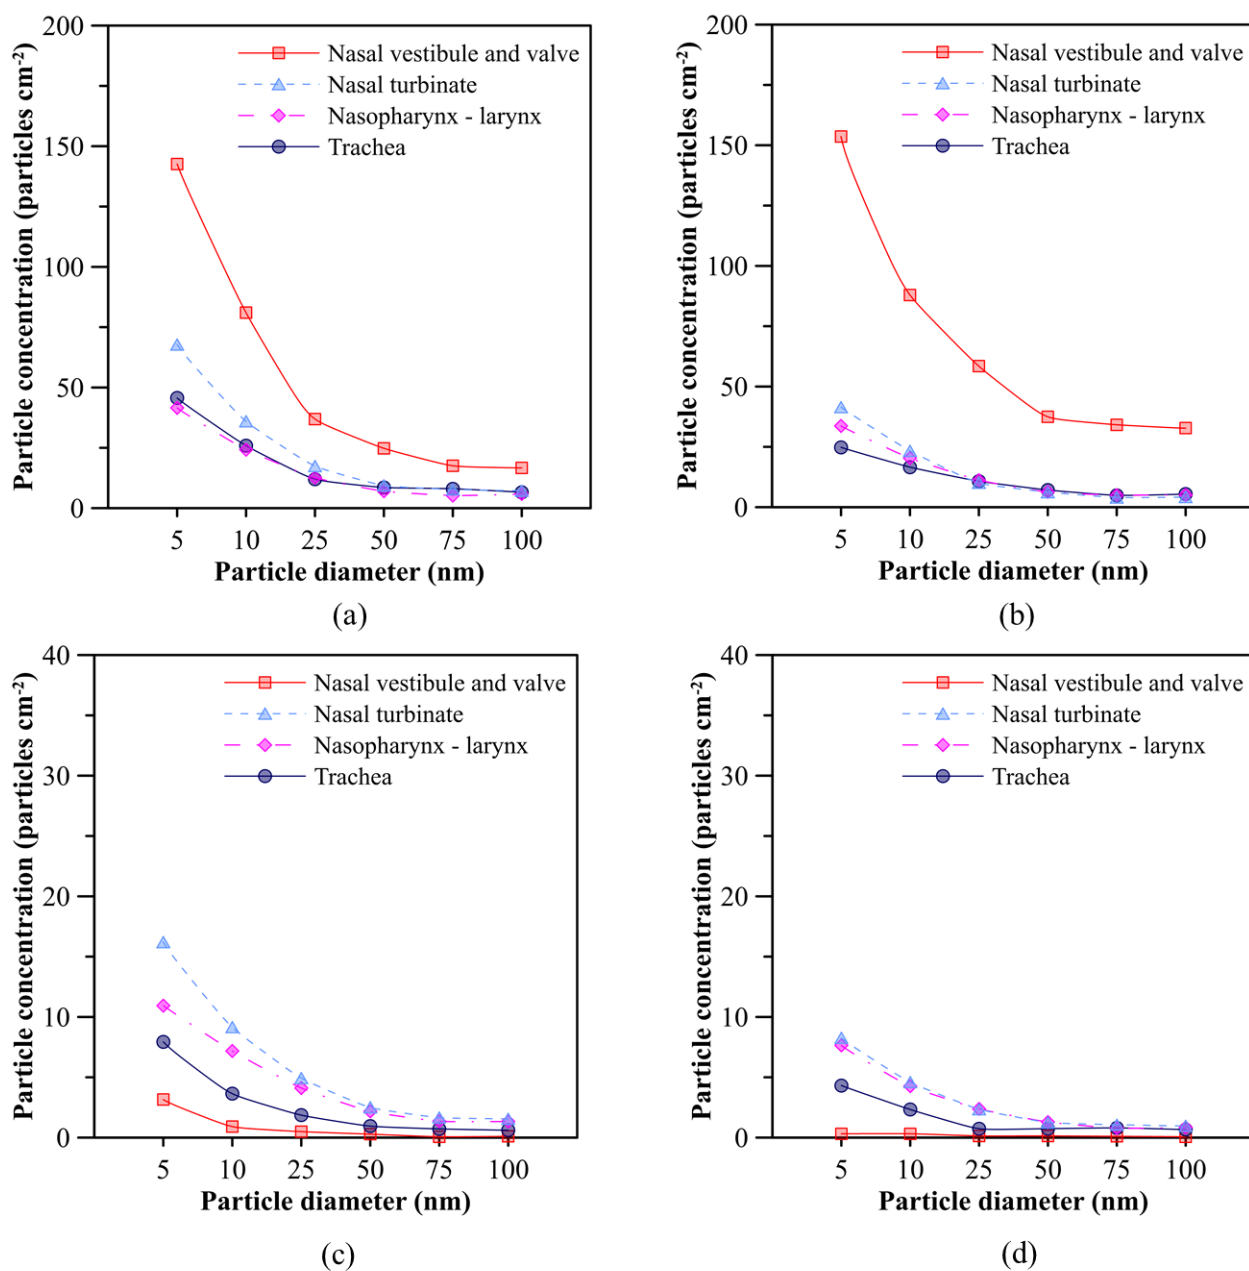 200
150
100
50
0
Particle concentration (particles cm⁻²)
Nasal vestibule and valve
Nasal turbinate
Nasopharynx - larynx
Trachea
5 10 25 50 75 100
Particle diameter (nm)
(a)
200
150
100
50
0
Particle concentration (particles cm⁻²)
Nasal vestibule and valve
Nasal turbinate
Nasopharynx - larynx
Trachea
5 10 25 50 75 100
Particle diameter (nm)
(b)
40
30
20
10
0
Particle concentration (particles cm⁻²)
Nasal vestibule and valve
Nasal turbinate
Nasopharynx - larynx
Trachea
5 10 25 50 75 100
Particle diameter (nm)
(c)
40
30
20
10
0
Particle concentration (particles cm⁻²)
Nasal vestibule and valve
Nasal turbinate
Nasopharynx - larynx
Trachea
5 10 25 50 75 100
Particle diameter (nm)
(d)